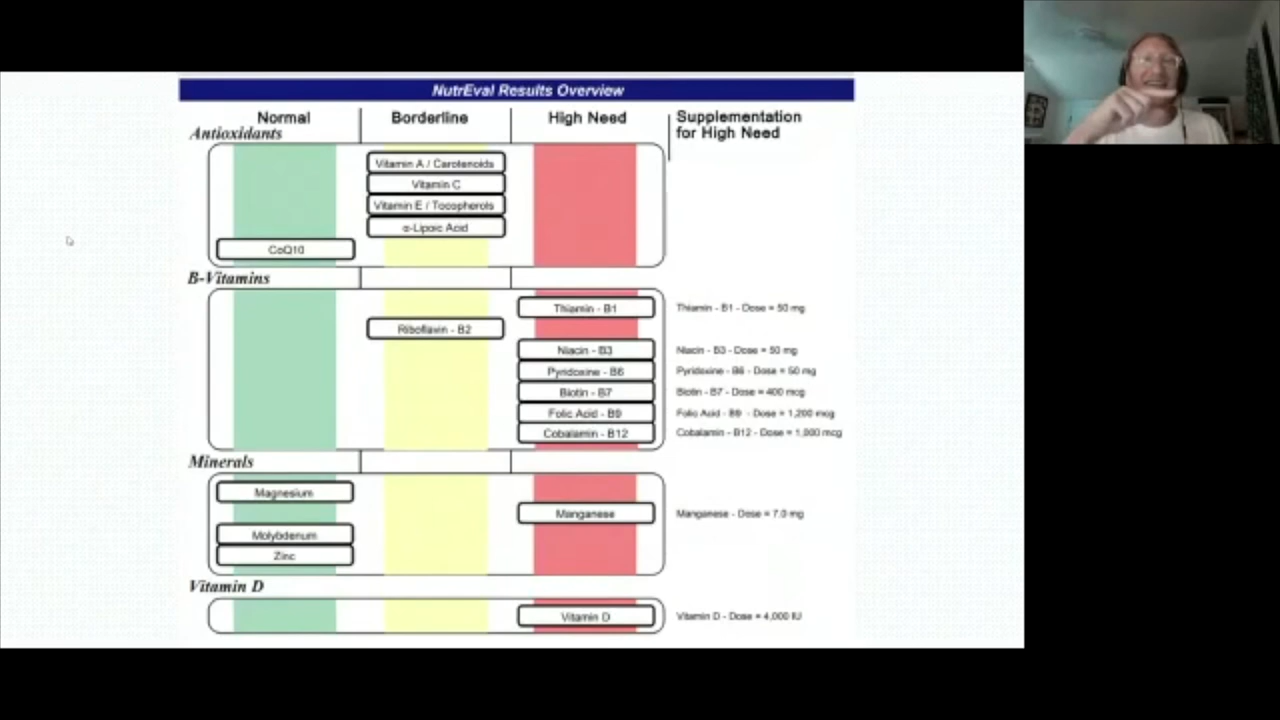 NutrEval Results Overview
Normal Borderline High Need Supplementation for High Need
Antioxidants
Vitamin A / Carotenoids
Vitamin C
Vitamin E / Tocopherols
α-Lipoic Acid
CoQ10
B-Vitamins
Thiamin - B1 Thiamin - B1 - Dose = 50 mg
Riboflavin - B2
Niacin - B3 Niacin - B3 - Dose = 50 mg
Pyridoxine - B6 Pyridoxine - B6 - Dose = 50 mg
Biotin - B7 Biotin - B7 - Dose = 400 mcg
Folic Acid - B9 Folic Acid - B9 - Dose = 1,200 mcg
Cobalamin - B12 Cobalamin - B12 - Dose = 1,000 mcg
Minerals
Magnesium
Manganese Manganese - Dose = 7.0 mg
Molybdenum
Zinc
Vitamin D
Vitamin D Vitamin D - Dose = 4,000 IU